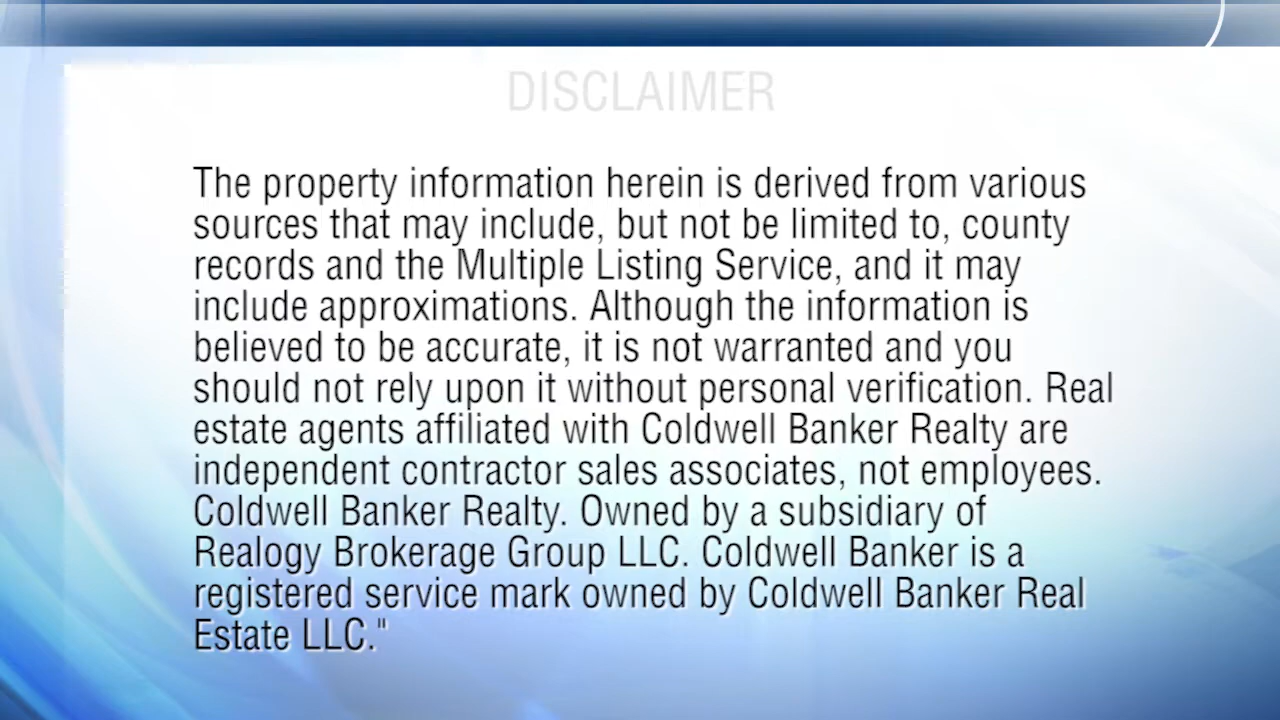 DISCLAIMER
The property information herein is derived from various
sources that may include, but not be limited to, county
records and the Multiple Listing Service, and it may
include approximations. Although the information is
believed to be accurate, it is not warranted and you
should not rely upon it without personal verification. Real
estate agents affiliated with Coldwell Banker Realty are
independent contractor sales associates, not employees.
Coldwell Banker Realty. Owned by a subsidiary of
Realogy Brokerage Group LLC. Coldwell Banker is a
registered service mark owned by Coldwell Banker Real
Estate LLC."